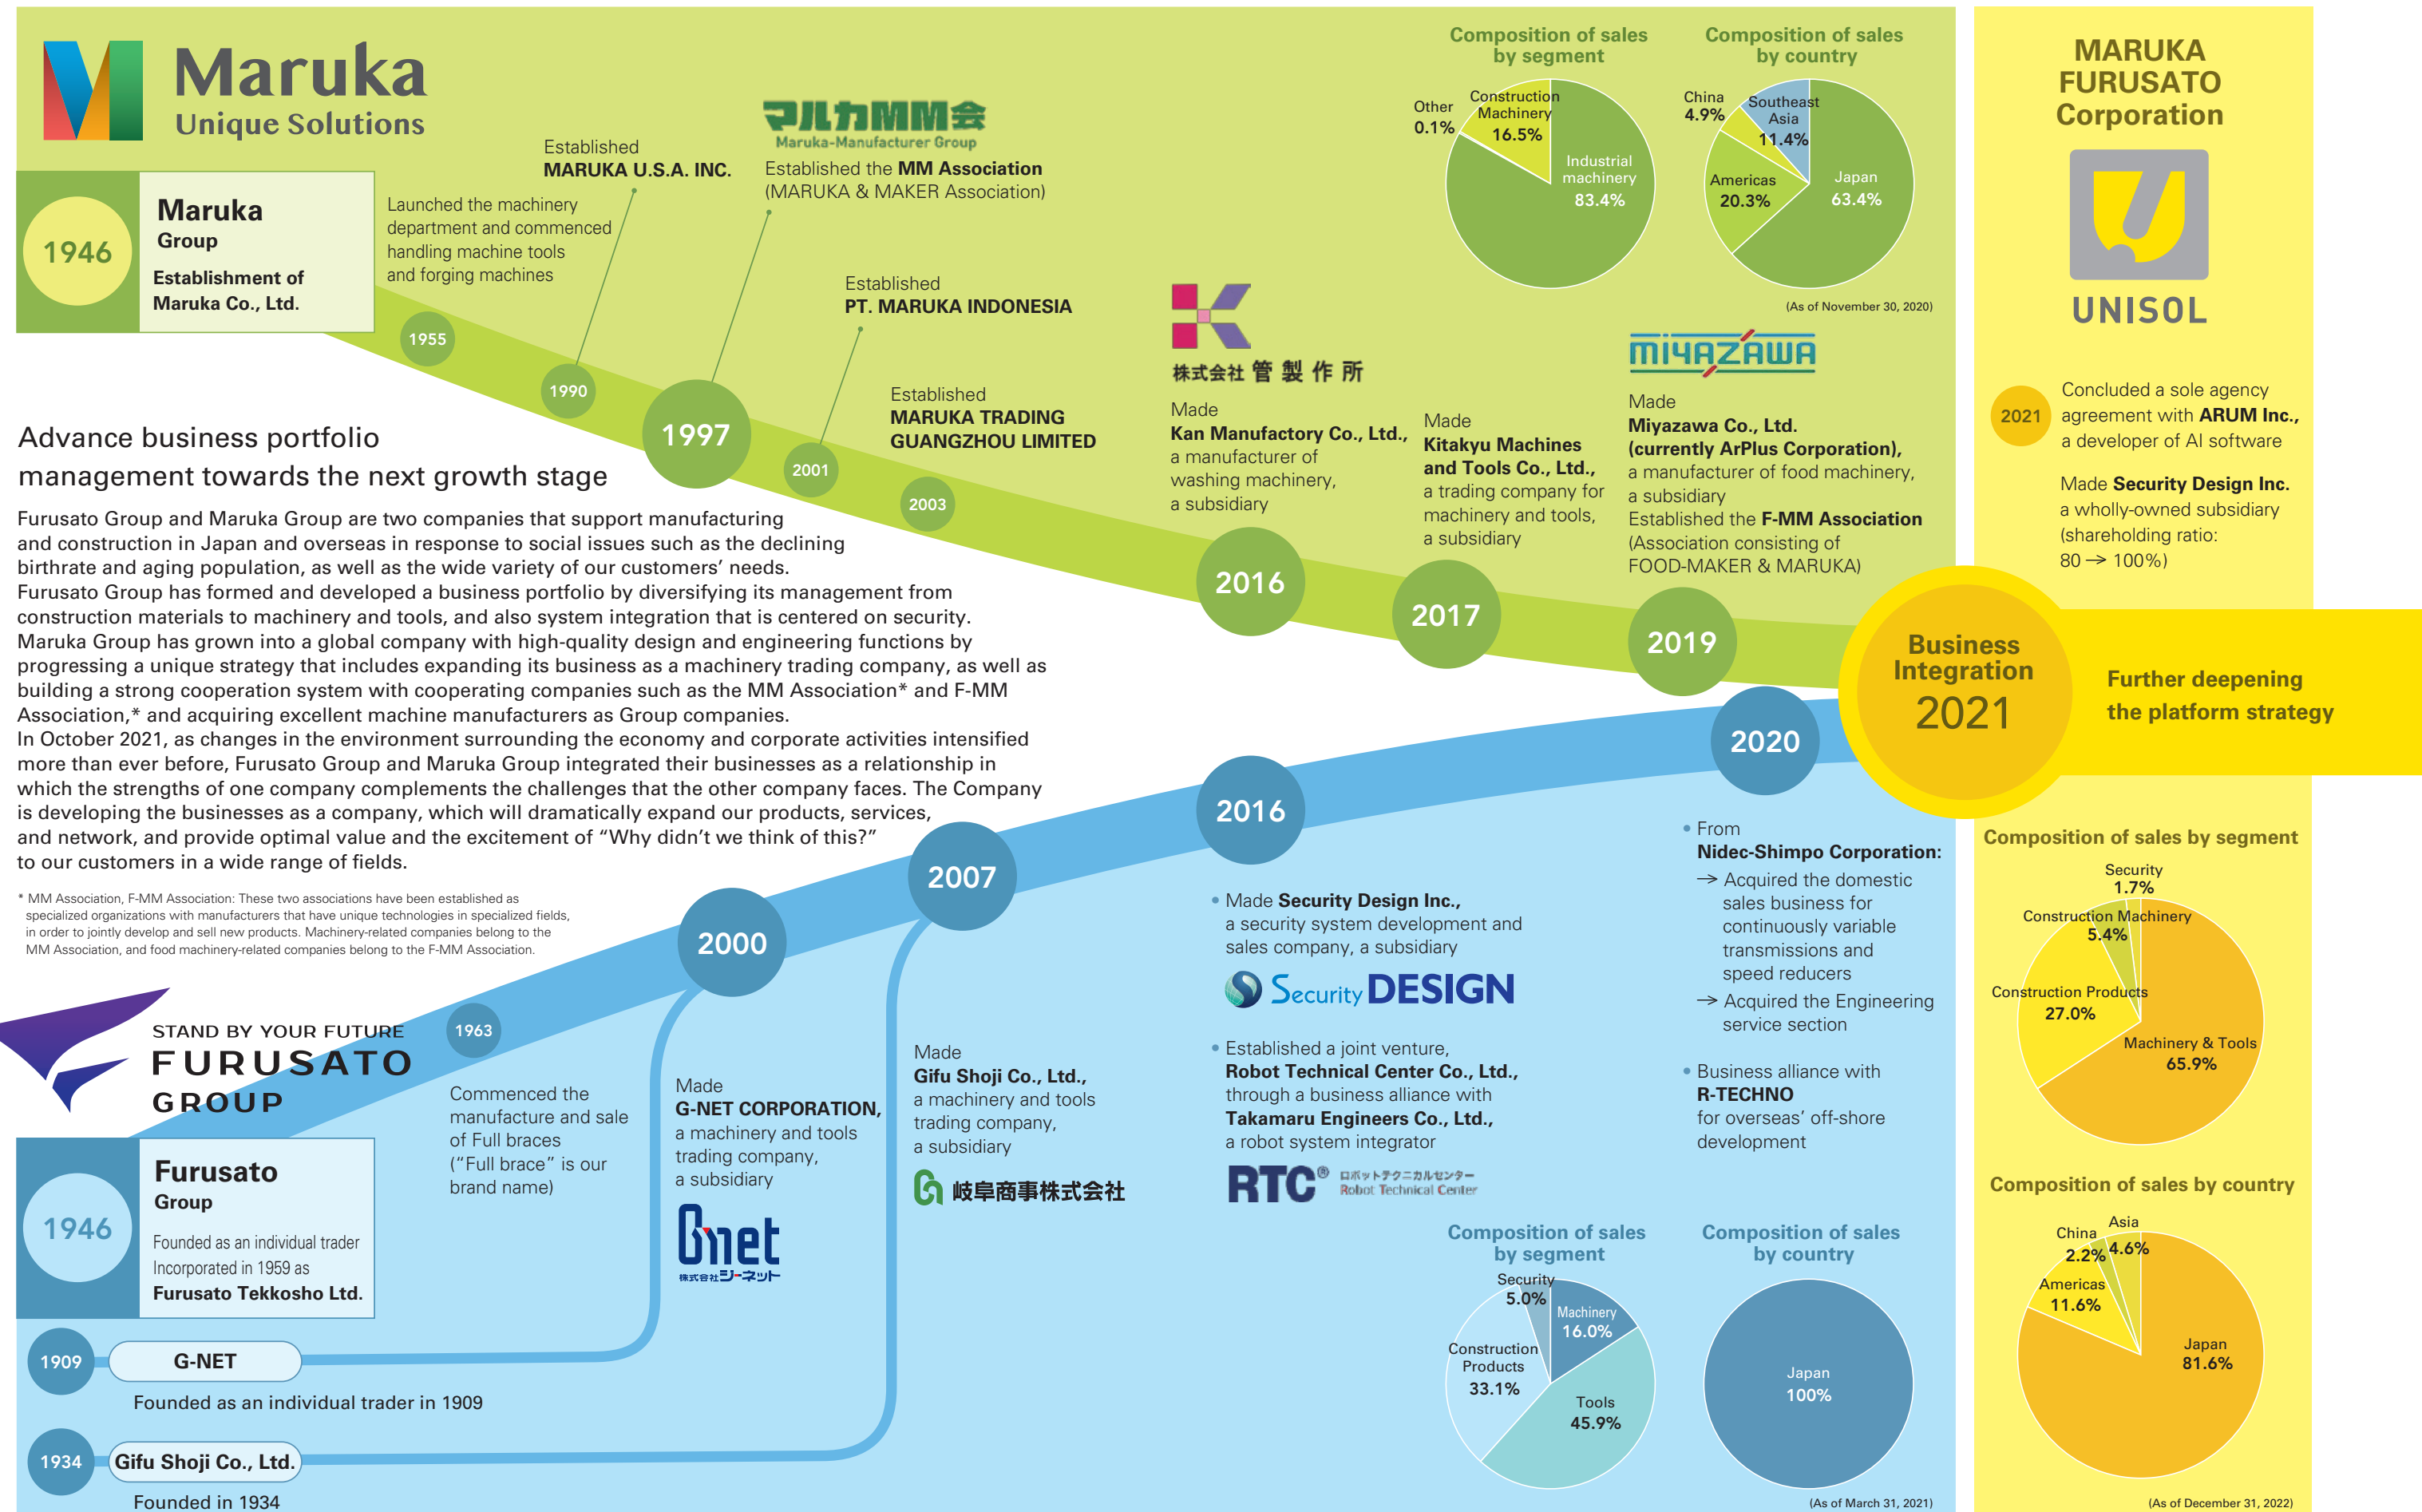 Maruka
Unique Solutions
1946
Maruka
Group
Establishment of
Maruka Co., Ltd.
Launched the machinery
department and commenced
handling machine tools
and forging machines
1955
Established
MARUKA U.S.A. INC.
1990
マルカMM会
Maruka-Manufacturer Group
Established the MM Association
(MARUKA & MAKER Association)
1997
Established
PT. MARUKA INDONESIA
2001
Established
MARUKA TRADING
GUANGZHOU LIMITED
2003
株式会社 管製作所
Made
Kan Manufactory Co., Ltd.,
a manufacturer of
washing machinery,
a subsidiary
2016
Made
Kitakyu Machines
and Tools Co., Ltd.,
a trading company for
machinery and tools,
a subsidiary
2017
MIYAZAWA
Made
Miyazawa Co., Ltd.
(currently ArPlus Corporation),
a manufacturer of food machinery,
a subsidiary
Established the F-MM Association
(Association consisting of
FOOD-MAKER & MARUKA)
2019
Composition of sales
by segment
Other
0.1%
Construction
Machinery
16.5%
Industrial
machinery
83.4%
Composition of sales
by country
China
4.9%
Southeast
Asia
11.4%
Americas
20.3%
Japan
63.4%
(As of November 30, 2020)
Advance business portfolio
management towards the next growth stage
Furusato Group and Maruka Group are two companies that support manufacturing
and construction in Japan and overseas in response to social issues such as the declining
birthrate and aging population, as well as the wide variety of our customers’ needs.
Furusato Group has formed and developed a business portfolio by diversifying its management from
construction materials to machinery and tools, and also system integration that is centered on security.
Maruka Group has grown into a global company with high-quality design and engineering functions by
progressing a unique strategy that includes expanding its business as a machinery trading company, as well as
building a strong cooperation system with cooperating companies such as the MM Association* and F-MM
Association,* and acquiring excellent machine manufacturers as Group companies.
In October 2021, as changes in the environment surrounding the economy and corporate activities intensified
more than ever before, Furusato Group and Maruka Group integrated their businesses as a relationship in
which the strengths of one company complements the challenges that the other company faces. The Company
is developing the businesses as a company, which will dramatically expand our products, services,
and network, and provide optimal value and the excitement of “Why didn’t we think of this?”
to our customers in a wide range of fields.
* MM Association, F-MM Association: These two associations have been established as
specialized organizations with manufacturers that have unique technologies in specialized fields,
in order to jointly develop and sell new products. Machinery-related companies belong to the
MM Association, and food machinery-related companies belong to the F-MM Association.
STAND BY YOUR FUTURE
FURUSATO
GROUP
1946
Furusato
Group
Founded as an individual trader
Incorporated in 1959 as
Furusato Tekkosho Ltd.
1909
G-NET
Founded as an individual trader in 1909
1934
Gifu Shoji Co., Ltd.
Founded in 1934
1963
Commenced the
manufacture and sale
of Full braces
(“Full brace” is our
brand name)
2000
Made
G-NET CORPORATION,
a machinery and tools
trading company,
a subsidiary
Gnet
株式会社ジーネット
2007
Made
Gifu Shoji Co., Ltd.,
a machinery and tools
trading company,
a subsidiary
岐阜商事株式会社
2016
• Made Security Design Inc.,
a security system development and
sales company, a subsidiary
Security DESIGN
• Established a joint venture,
Robot Technical Center Co., Ltd.,
through a business alliance with
Takamaru Engineers Co., Ltd.,
a robot system integrator
RTC® ロボットテクニカルセンター
Robot Technical Center
2020
• From
Nidec-Shimpo Corporation:
→ Acquired the domestic
sales business for
continuously variable
transmissions and
speed reducers
→ Acquired the Engineering
service section
• Business alliance with
R-TECHNO
for overseas’ off-shore
development
Composition of sales
by segment
Security
5.0%
Machinery
16.0%
Construction
Products
33.1%
Tools
45.9%
Composition of sales
by country
Japan
100%
(As of March 31, 2021)
MARUKA
FURUSATO
Corporation
UNISOL
2021
Concluded a sole agency
agreement with ARUM Inc.,
a developer of AI software
Made Security Design Inc.
a wholly-owned subsidiary
(shareholding ratio:
80 → 100%)
Business
Integration
2021
Further deepening
the platform strategy
Composition of sales by segment
Security
1.7%
Construction Machinery
5.4%
Construction Products
27.0%
Machinery & Tools
65.9%
Composition of sales by country
Asia
4.6%
China
2.2%
Americas
11.6%
Japan
81.6%
(As of December 31, 2022)